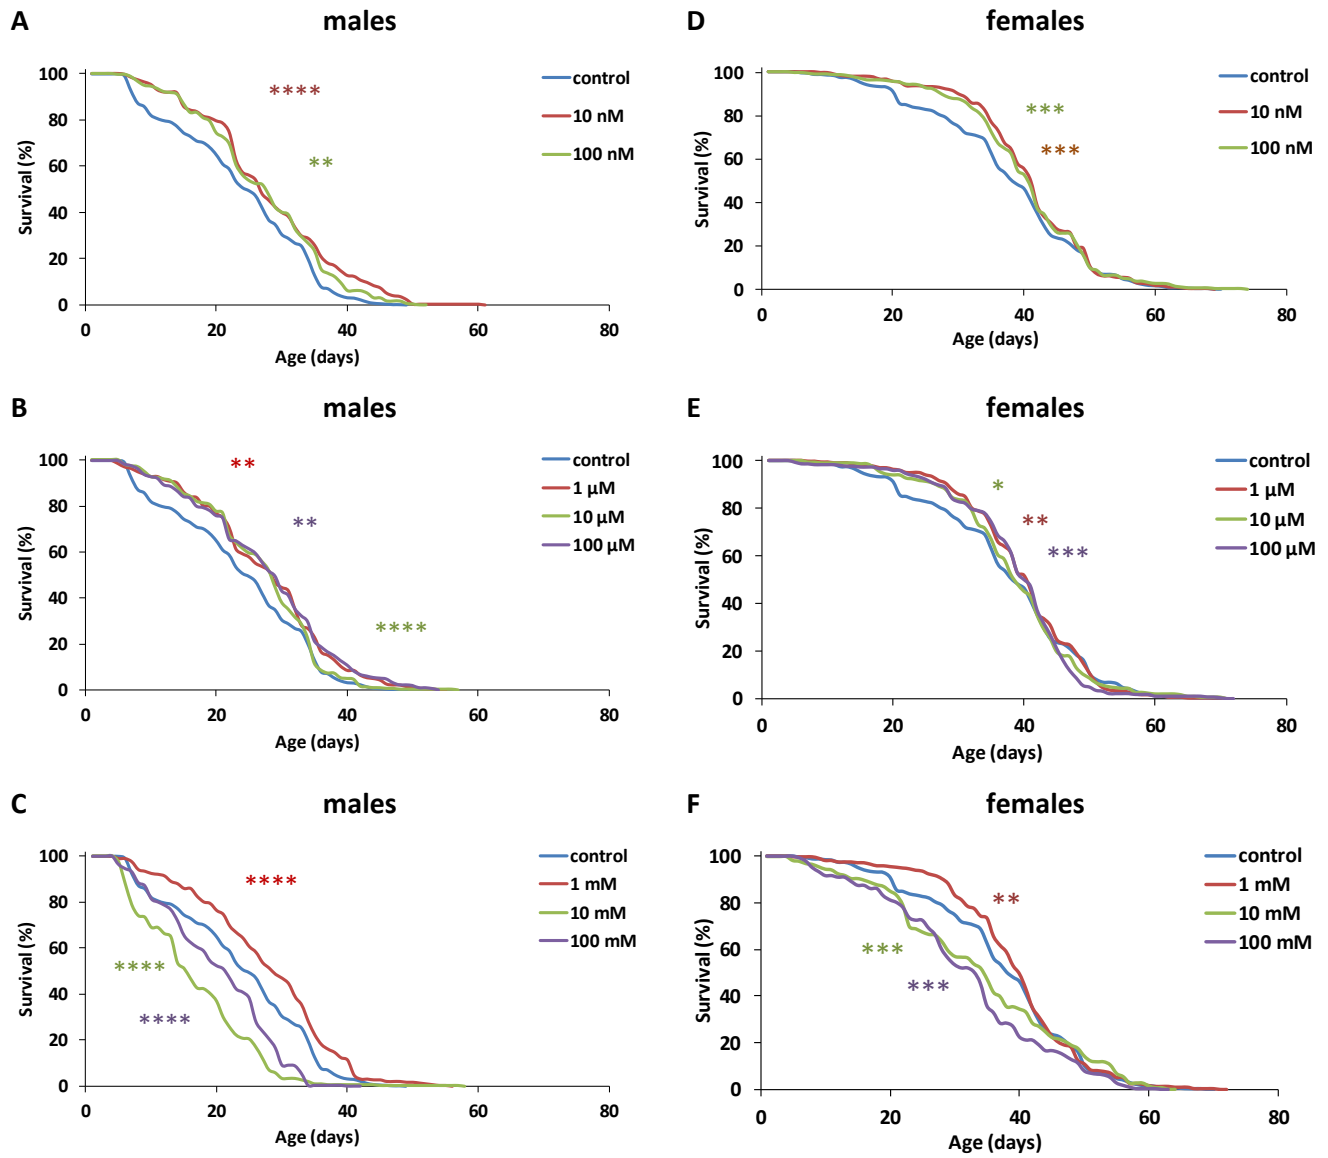 A
males
100
80
60
40
20
0
0 20 40 60 80
Survival (%)
Age (days)
control
10 nM
100 nM
****
**
D
females
100
80
60
40
20
0
0 20 40 60 80
Survival (%)
Age (days)
control
10 nM
100 nM
***
***
B
males
100
80
60
40
20
0
0 20 40 60 80
Survival (%)
Age (days)
control
1 µM
10 µM
100 µM
**
**
****
E
females
100
80
60
40
20
0
0 20 40 60 80
Survival (%)
Age (days)
control
1 µM
10 µM
100 µM
*
**
***
C
males
100
80
60
40
20
0
0 20 40 60 80
Survival (%)
Age (days)
control
1 mM
10 mM
100 mM
****
****
****
F
females
100
80
60
40
20
0
0 20 40 60 80
Survival (%)
Age (days)
control
1 mM
10 mM
100 mM
**
***
***